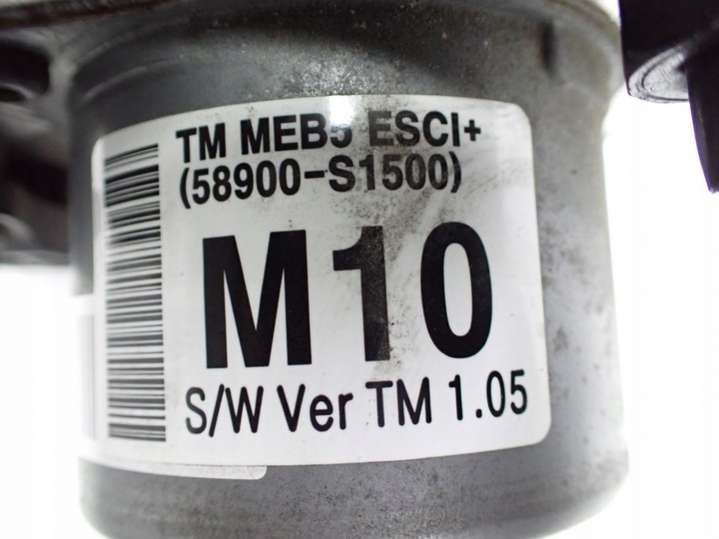 TM MEB5 ESCI+
(58900-S1500)
M10
S/W Ver TM 1.05